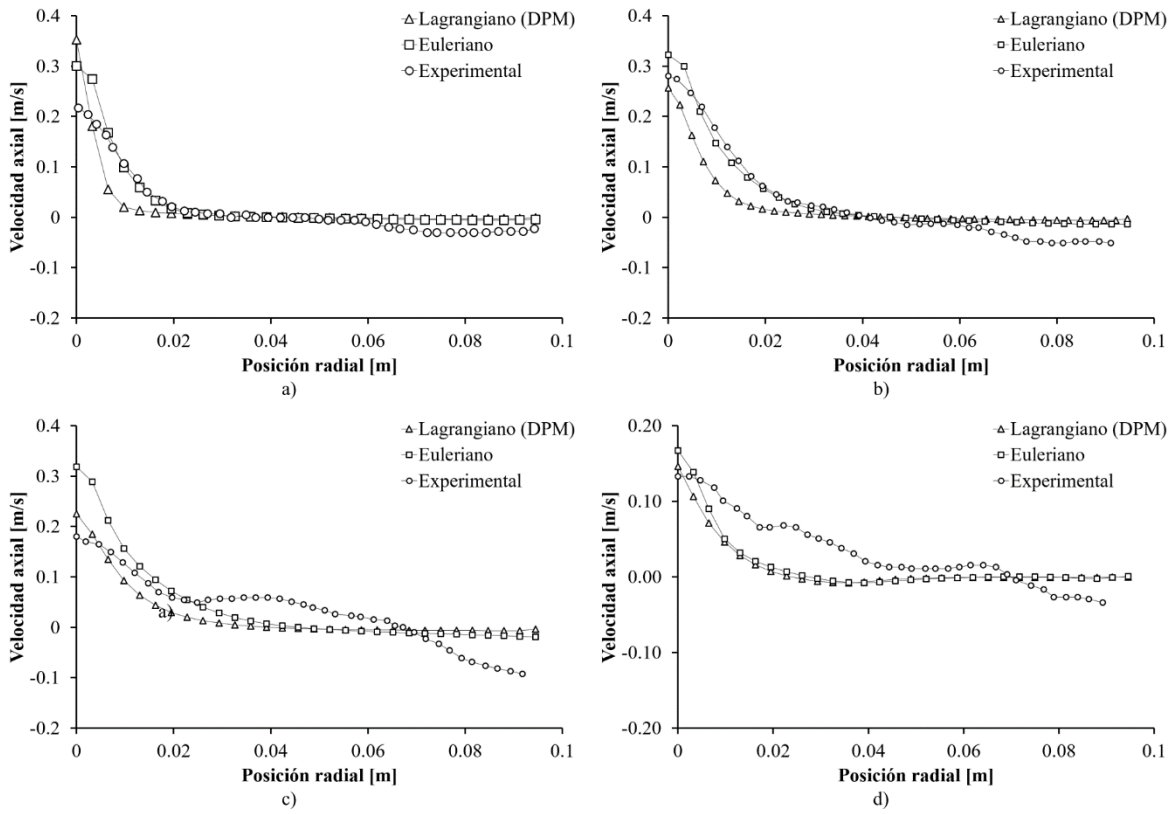 0.4
0.3
0.2
0.1
0
-0.1
-0.2
Velocidad axial [m/s]
Lagrangiano (DPM)
Euleriano
Experimental
0 0.02 0.04 0.06 0.08 0.1
Posición radial [m]
a)
0.4
0.3
0.2
0.1
0
-0.1
-0.2
Velocidad axial [m/s]
Lagrangiano (DPM)
Euleriano
Experimental
0 0.02 0.04 0.06 0.08 0.1
Posición radial [m]
b)
0.4
0.3
0.2
0.1
0
-0.1
-0.2
Velocidad axial [m/s]
Lagrangiano (DPM)
Euleriano
Experimental
a)
0 0.02 0.04 0.06 0.08 0.1
Posición radial [m]
c)
0.20
0.10
0.00
-0.10
-0.20
Velocidad axial [m/s]
Lagrangiano (DPM)
Euleriano
Experimental
0 0.02 0.04 0.06 0.08 0.1
Posición radial [m]
d)